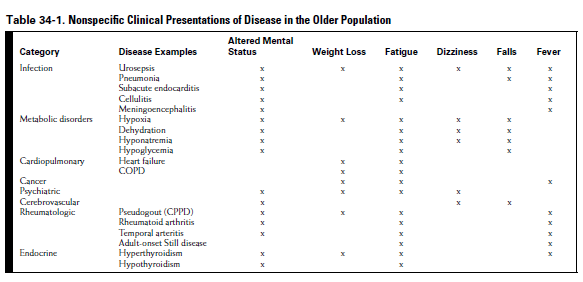 Table 34-1. Nonspecific Clinical Presentations of Disease in the Older Population
Altered Mental
Category Disease Examples Status Weight Loss Fatigue Dizziness Falls Fever
Infection Urosepsis x x x x x x
Pneumonia x x x x
Subacute endocarditis x x x
Cellulitis x x x
Meningoencephalitis x x
Metabolic disorders Hypoxia x x x x x
Dehydration x x x x
Hyponatremia x x x x
Hypoglycemia x x x
Cardiopulmonary Heart failure x x
COPD x x
Cancer x x x
Psychiatric x x x x
Cerebrovascular x x x
Rheumatologic Pseudogout (CPPD) x x x x
Rheumatoid arthritis x x x
Temporal arteritis x x x
Adult-onset Still disease x x
Endocrine Hyperthyroidism x x x x
Hypothyroidism x x